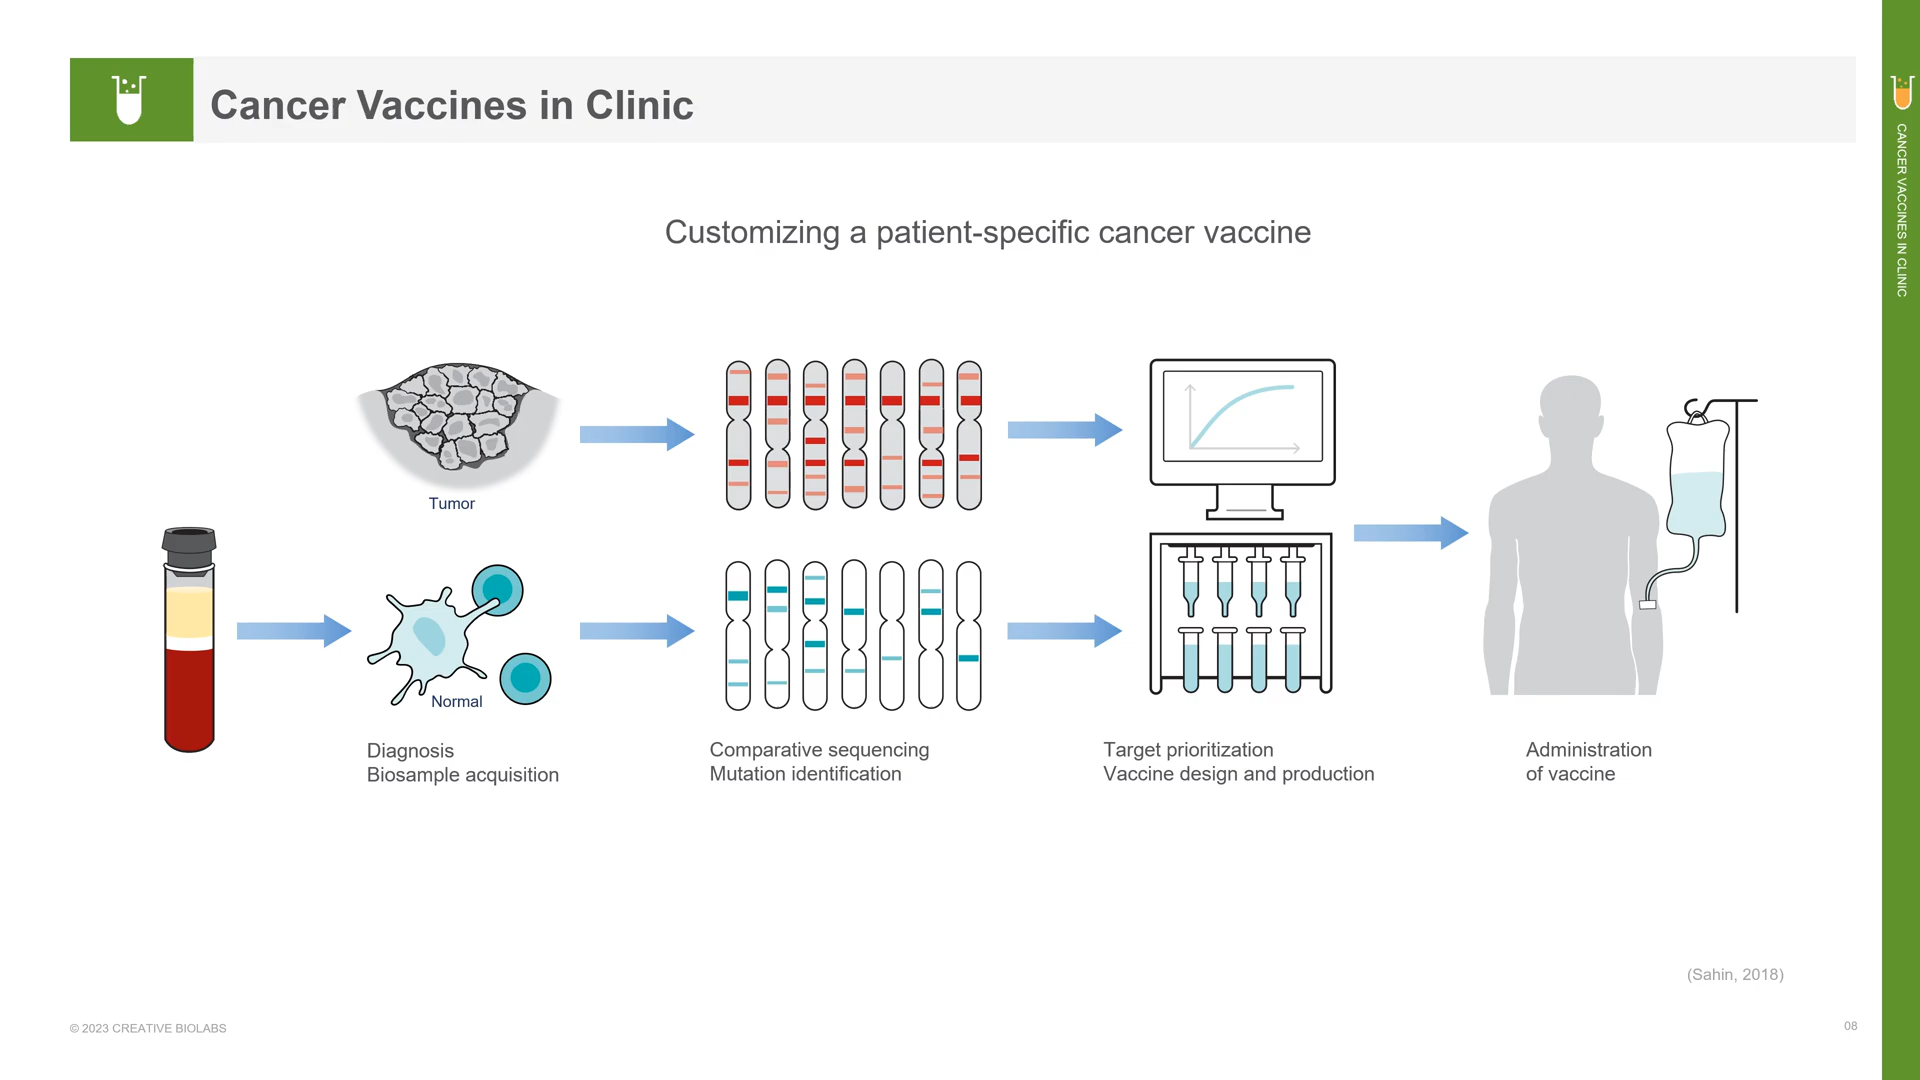 Cancer Vaccines in Clinic
CANCER VACCINES IN CLINIC
Customizing a patient-specific cancer vaccine
Tumor
Normal
Diagnosis
Biosample acquisition
Comparative sequencing
Mutation identification
Target prioritization
Vaccine design and production
Administration
of vaccine
(Sahin, 2018)
© 2023 CREATIVE BIOLABS
08